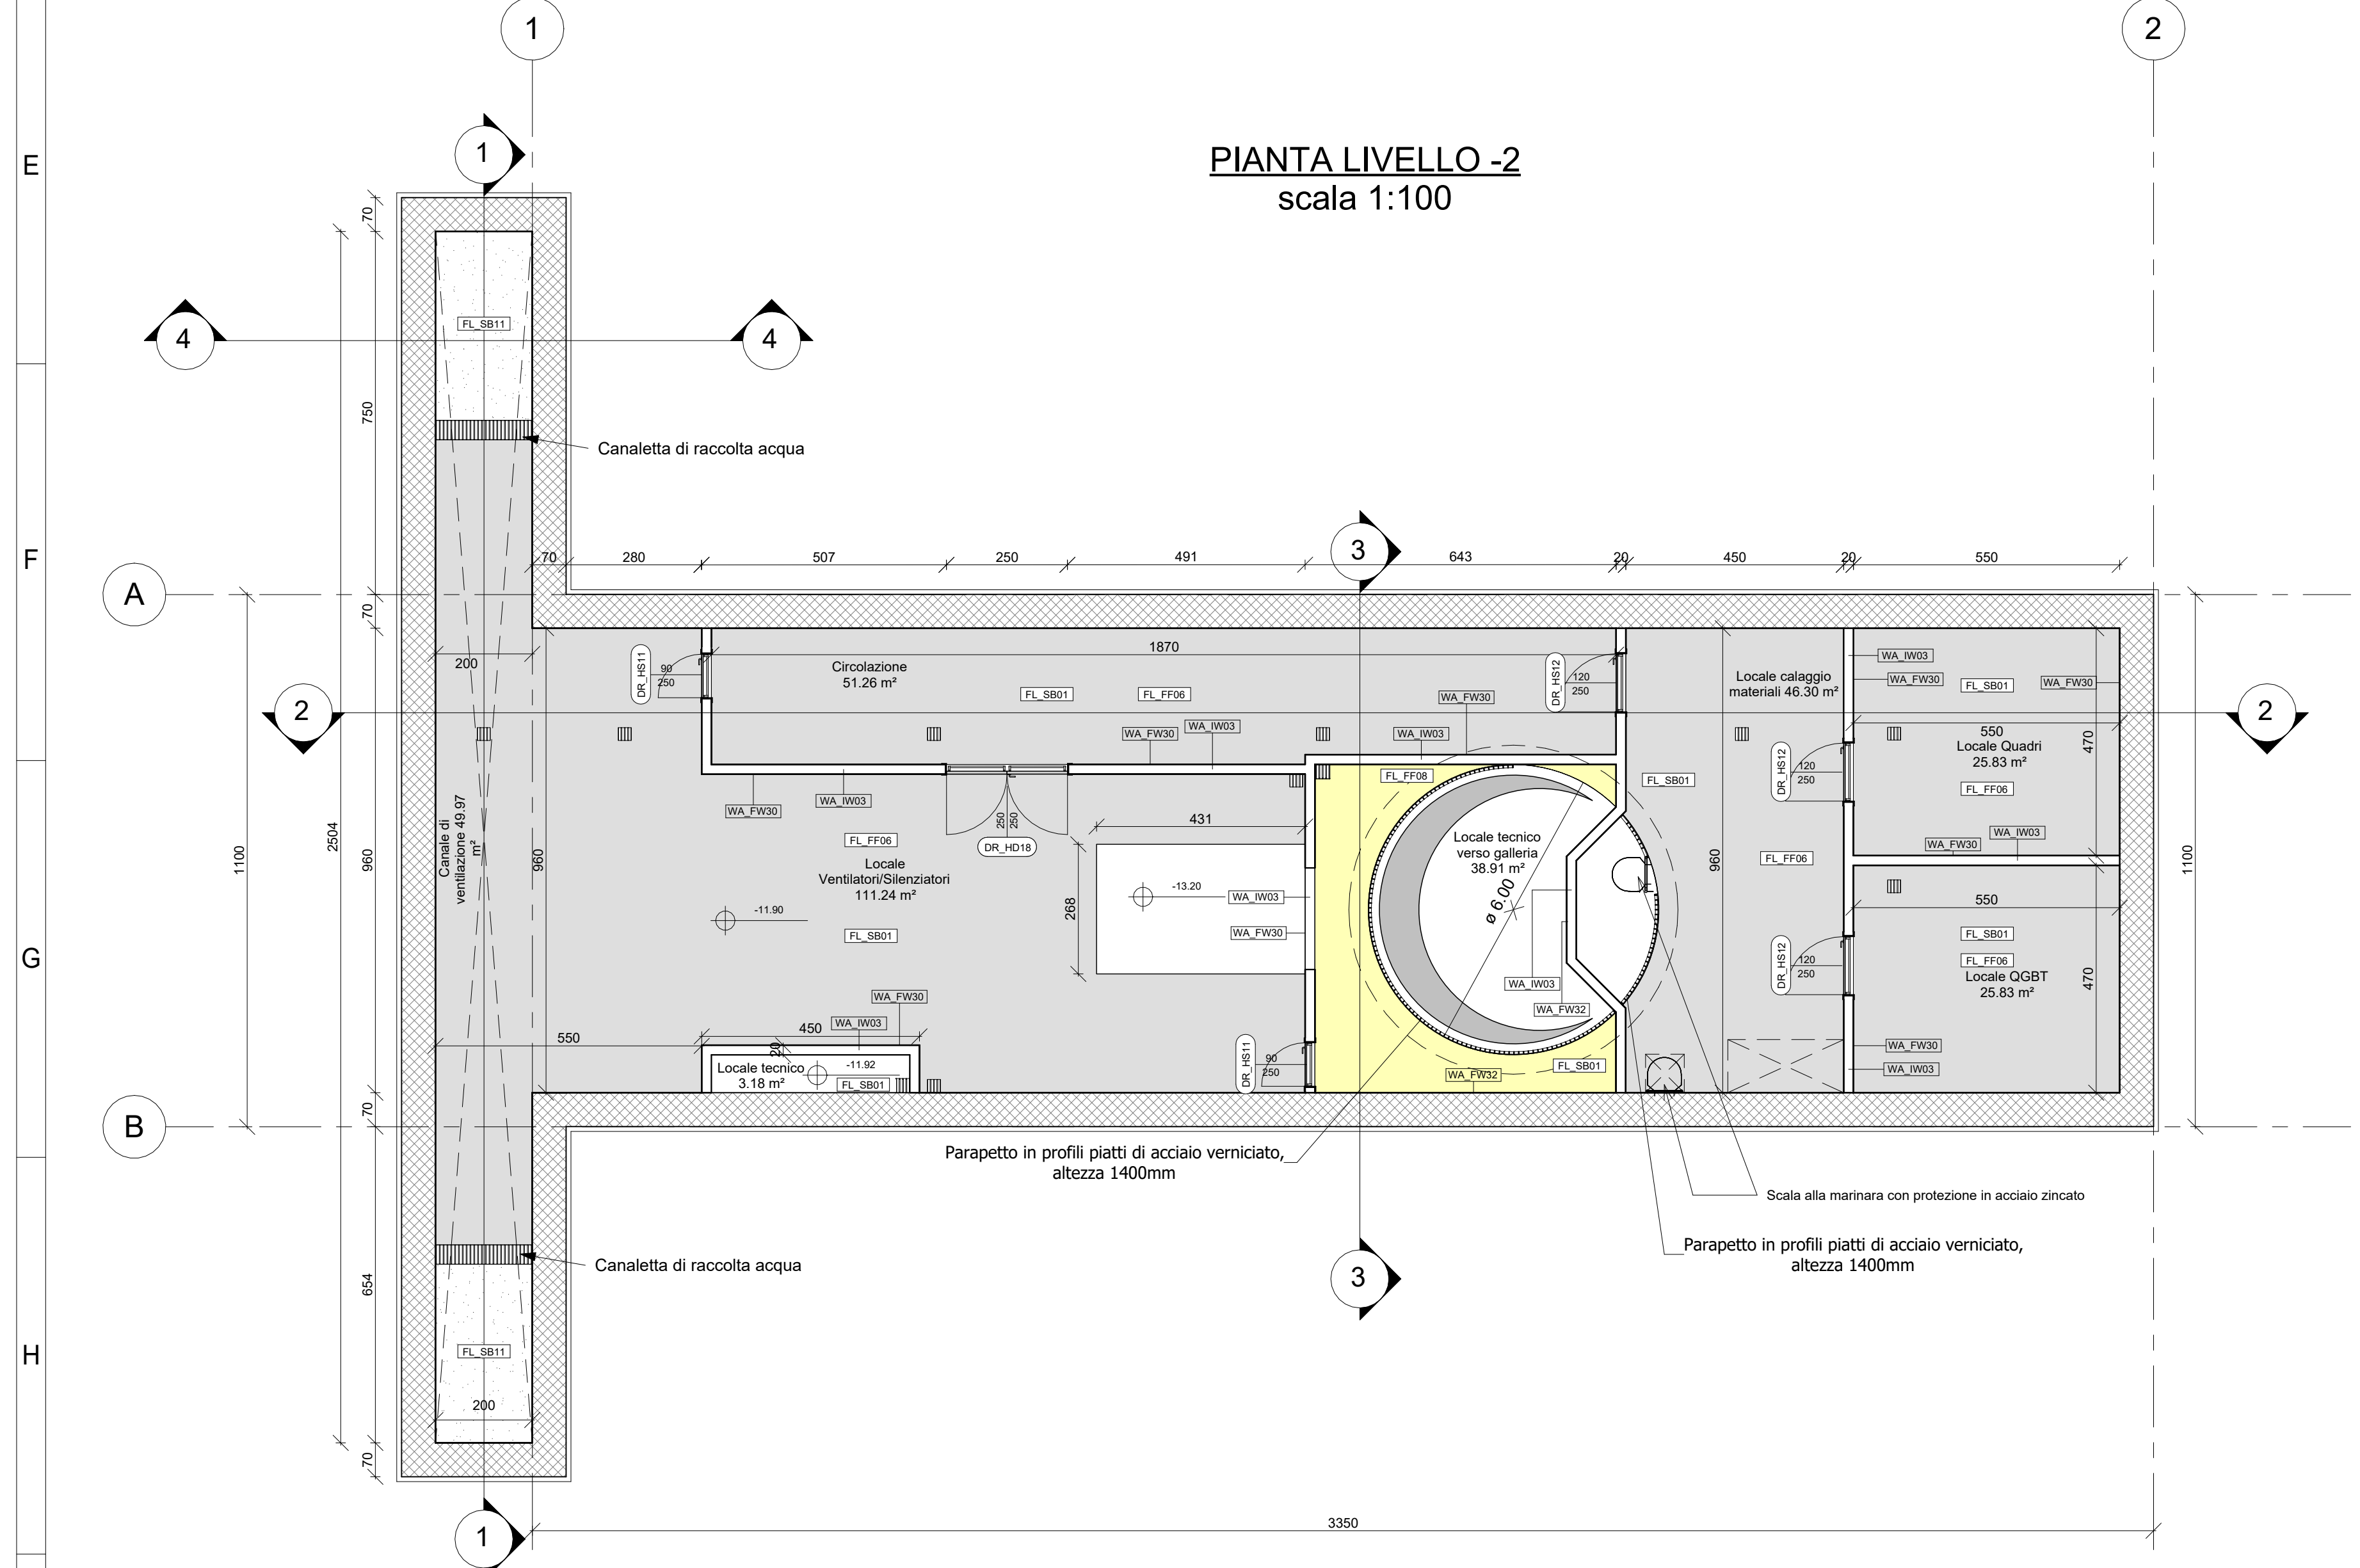 1
2
E
1
PIANTA LIVELLO -2
scala 1:100
70
FL_SB11
4
4
750
Canaletta di raccolta acqua
F
3
70
280
507
250
491
643
20
450
20
550
A
70
200
1870
Circolazione
51.26 m²
FL_SB01
FL_FF06
DR_HS11
90
250
DR_HS12
120
250
WA_FW30
WA_IW03
WA_FW30
WA_IW03
Locale calaggio
materiali 46.30 m²
WA_IW03
WA_FW30
FL_SB01
WA_FW30
2
2
550
Locale Quadri
25.83 m²
470
FL_FF06
DR_HS12
120
250
WA_IW03
WA_FW30
FL_FF08
FL_SB01
WA_FW30
WA_IW03
250
250
DR_HD18
431
268
-13.20
WA_IW03
WA_FW30
FL_FF06
Locale
Ventilatori/Silenziatori
111.24 m²
-11.90
FL_SB01
Canale di
ventilazione 49.97
m²
2504
1100
960
960
Locale tecnico
verso galleria
38.91 m²
ø 6.00
WA_IW03
WA_FW32
960
FL_FF06
1100
G
550
FL_SB01
FL_FF06
Locale QGBT
25.83 m²
470
DR_HS12
120
250
WA_FW30
WA_IW03
WA_FW30
WA_IW03
450
20
550
Locale tecnico
3.18 m²
-11.92
FL_SB01
DR_HS11
90
250
FL_SB01
WA_FW32
70
B
Parapetto in profili piatti di acciaio verniciato,
altezza 1400mm
Scala alla marinara con protezione in acciaio zincato
Parapetto in profili piatti di acciaio verniciato,
altezza 1400mm
3
Canaletta di raccolta acqua
654
H
FL_SB11
200
70
3350
1